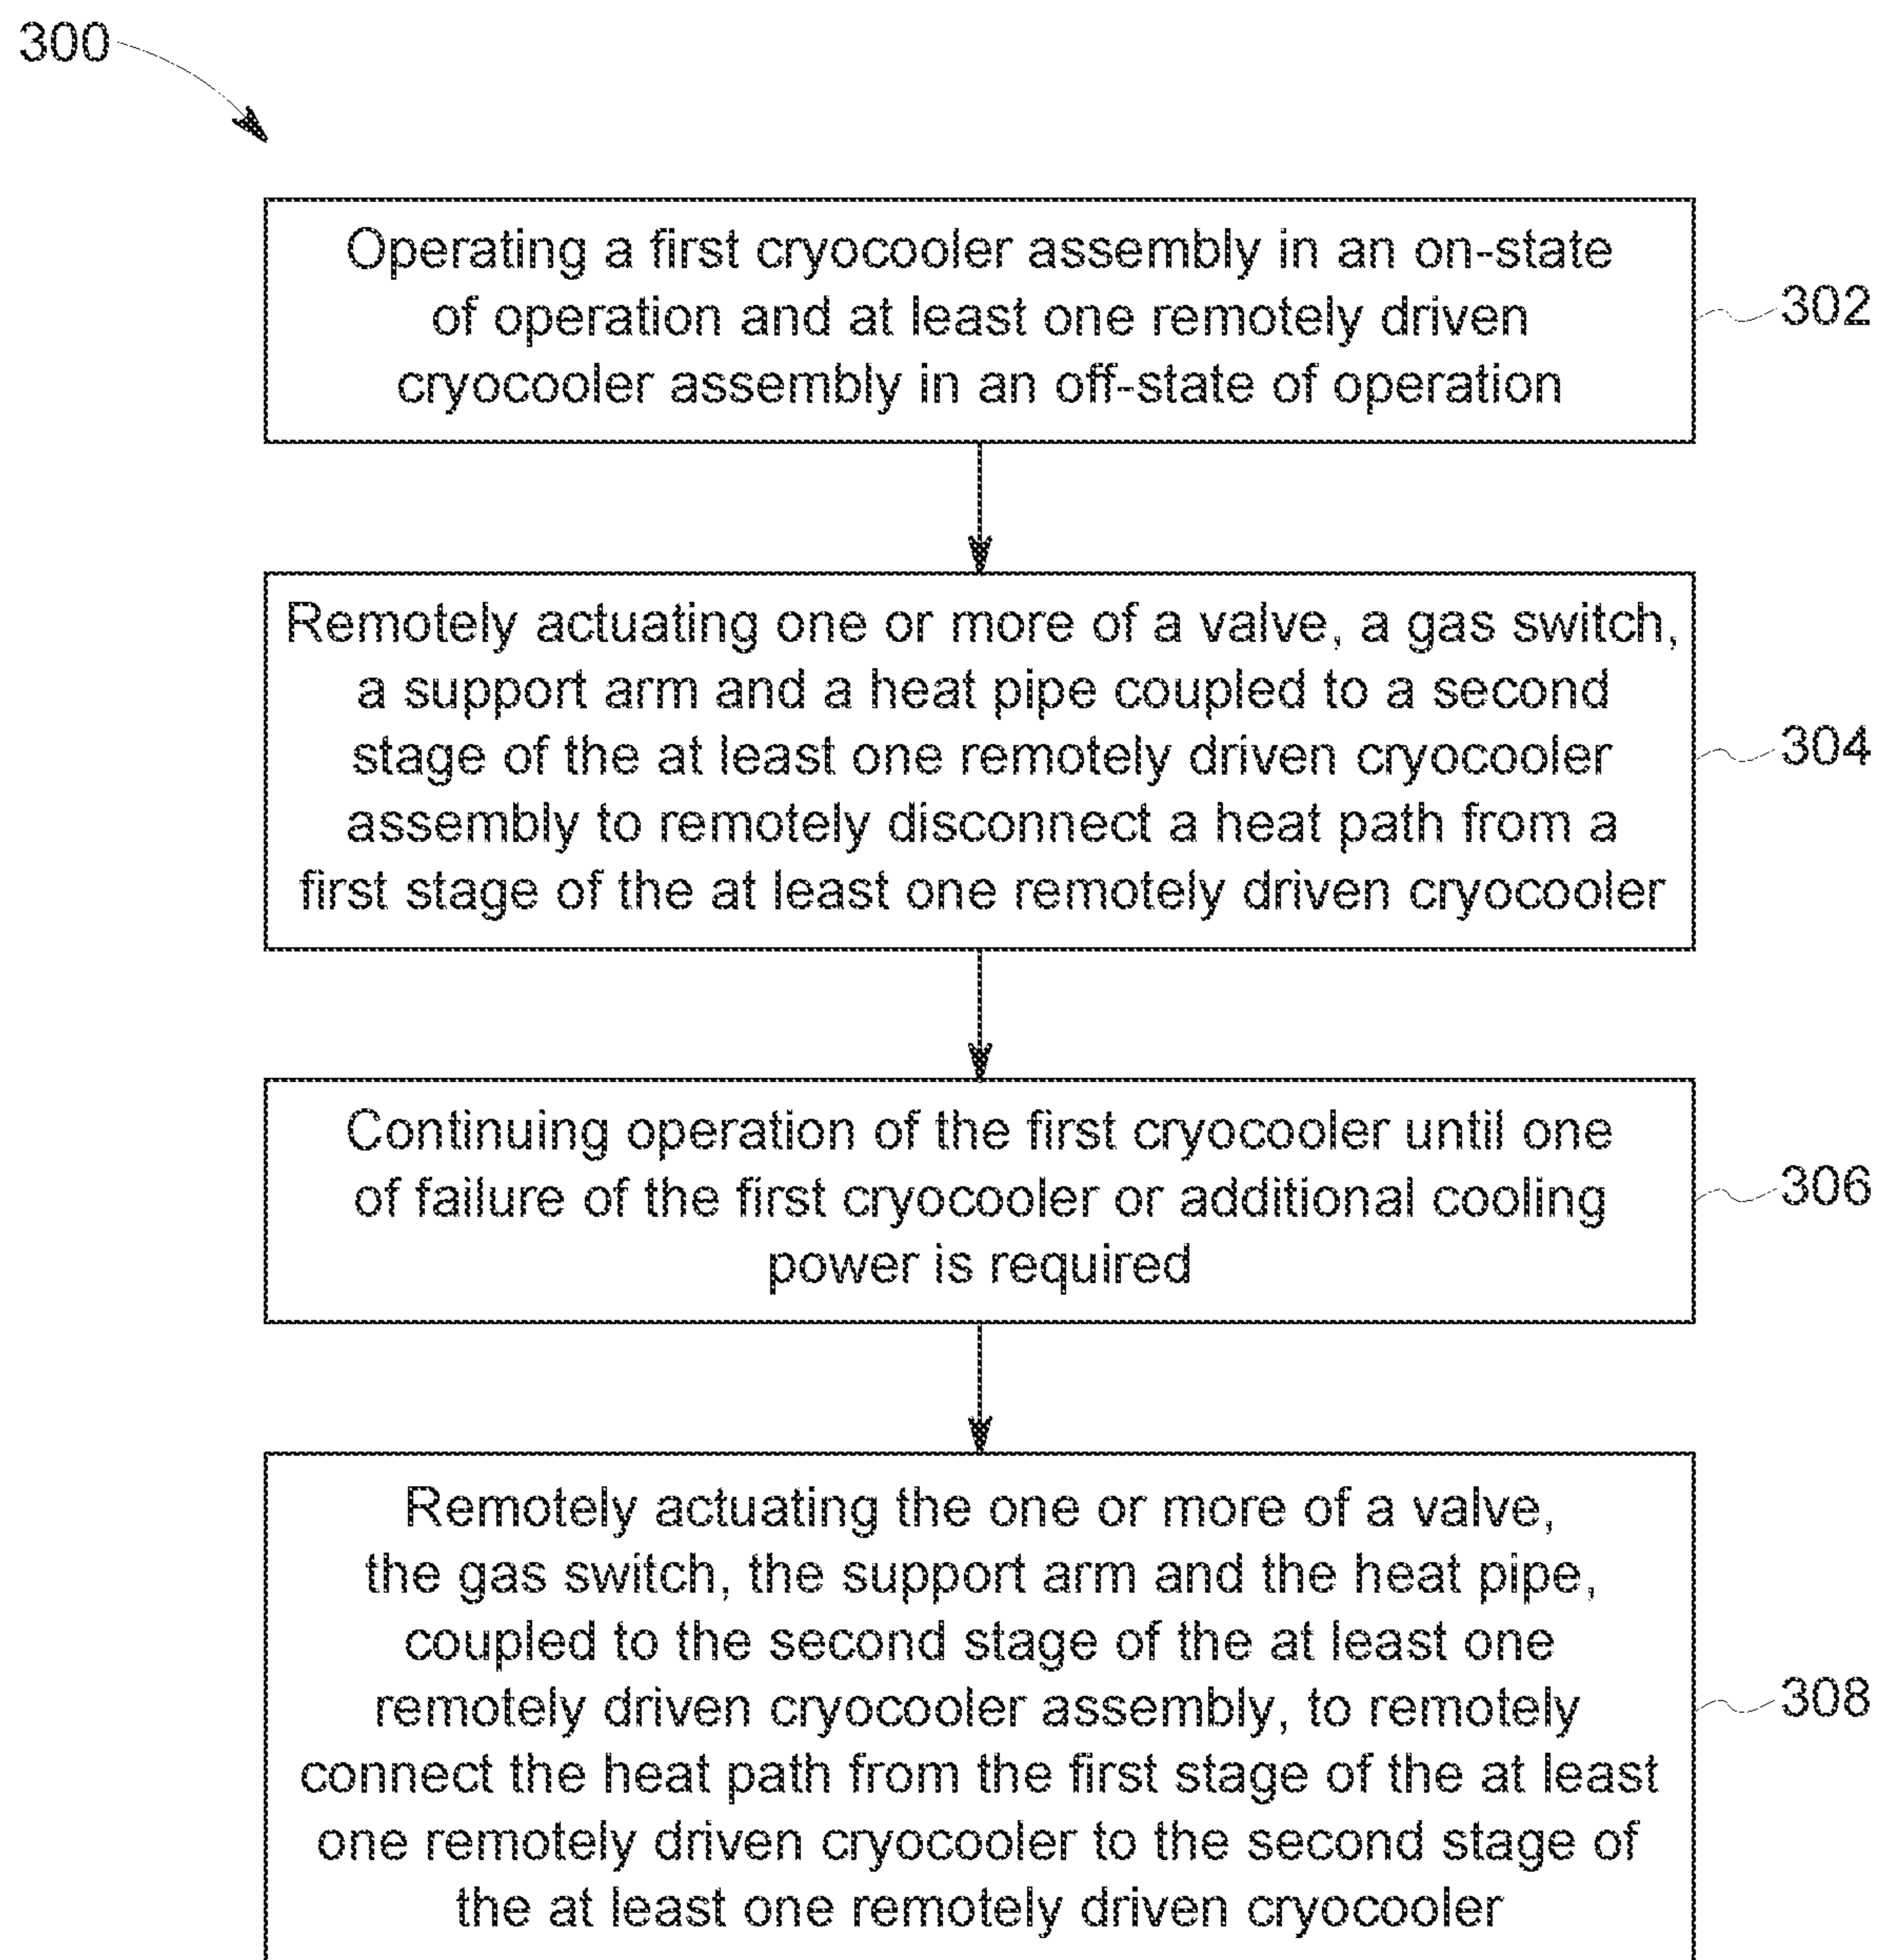 300
Operating a first cryocooler assembly in an on-state
of operation and at least one remotely driven
cryocooler assembly in an off-state of operation
302
Remotely actuating one or more of a valve, a gas switch,
a support arm and a heat pipe coupled to a second
stage of the at least one remotely driven cryocooler
assembly to remotely disconnect a heat path from a
first stage of the at least one remotely driven cryocooler
304
Continuing operation of the first cryocooler until one
of failure of the first cryocooler or additional cooling
power is required
306
Remotely actuating the one or more of a valve,
the gas switch, the support arm and the heat pipe,
coupled to the second stage of the at least one
remotely driven cryocooler assembly, to remotely
connect the heat path from the first stage of the at least
one remotely driven cryocooler to the second stage of
the at least one remotely driven cryocooler
308